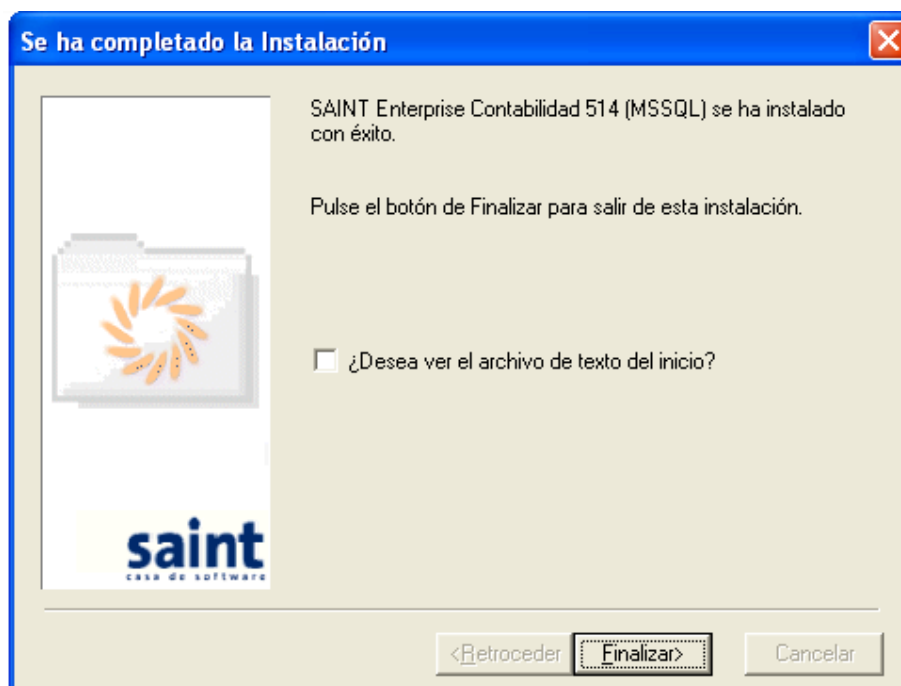 Se ha completado la Instalación
SAINT Enterprise Contabilidad 514 (MSSQL) se ha instalado
con éxito.
Pulse el botón de Finalizar para salir de esta instalación.
¿Desea ver el archivo de texto del inicio?
saint
casa de software
<Retroceder
Finalizar>
Cancelar